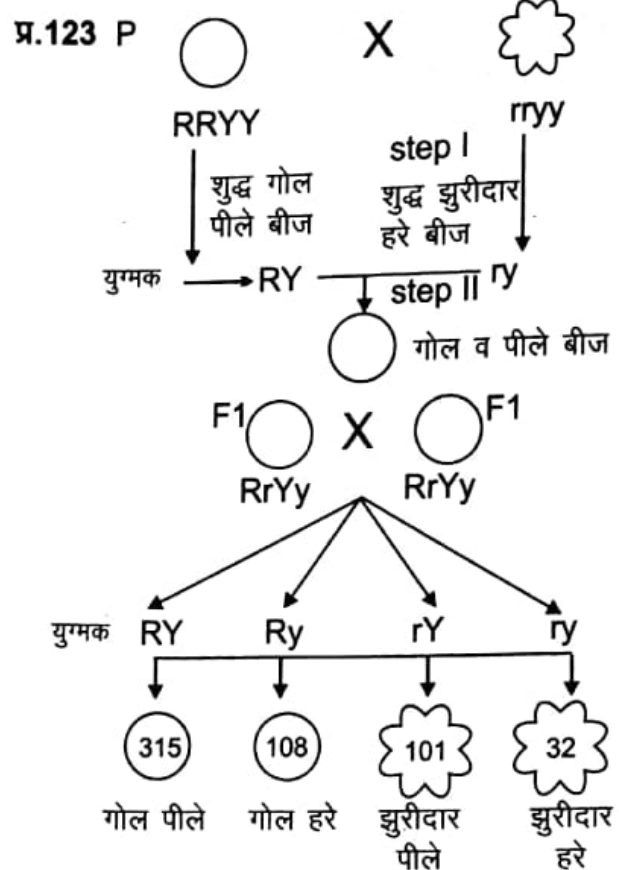 प्र.123 P X
RRYY rryy
step I
शुद्ध गोल
पीले बीज
शुद्ध झुरीदार
हरे बीज
युग्मक RY ry
step II
गोल व पीले बीज
F1 X F1
RrYy RrYy
युग्मक RY Ry rY ry
315 108 101 32
गोल पीले गोल हरे झुरीदार पीले झुरीदार हरे